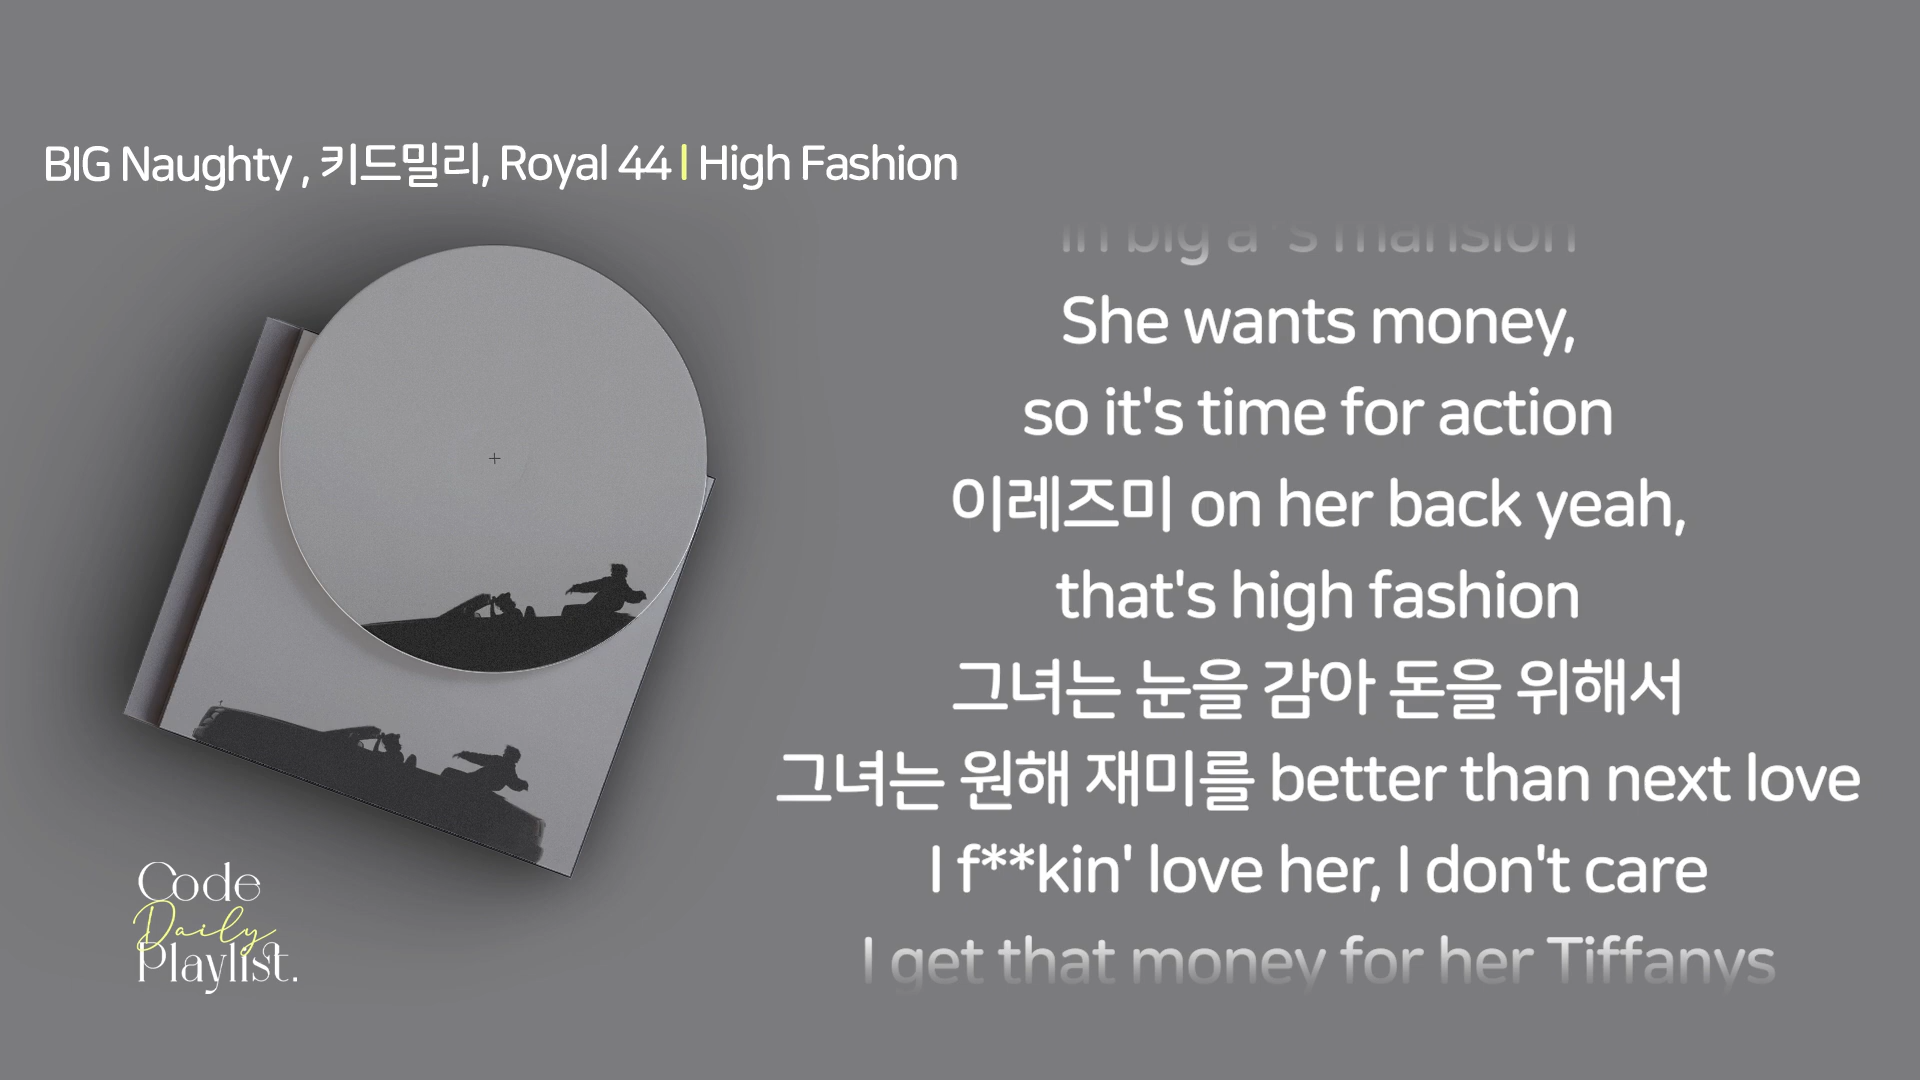 BIG Naughty , 키드밀리, Royal 44 l High Fashion
in big a*s mansion
She wants money,
so it's time for action
이레즈미 on her back yeah,
that's high fashion
그녀는 눈을 감아 돈을 위해서
그녀는 원해 재미를 better than next love
I f**kin' love her, I don't care
I get that money for her Tiffanys
Code
Daily
Playlist.